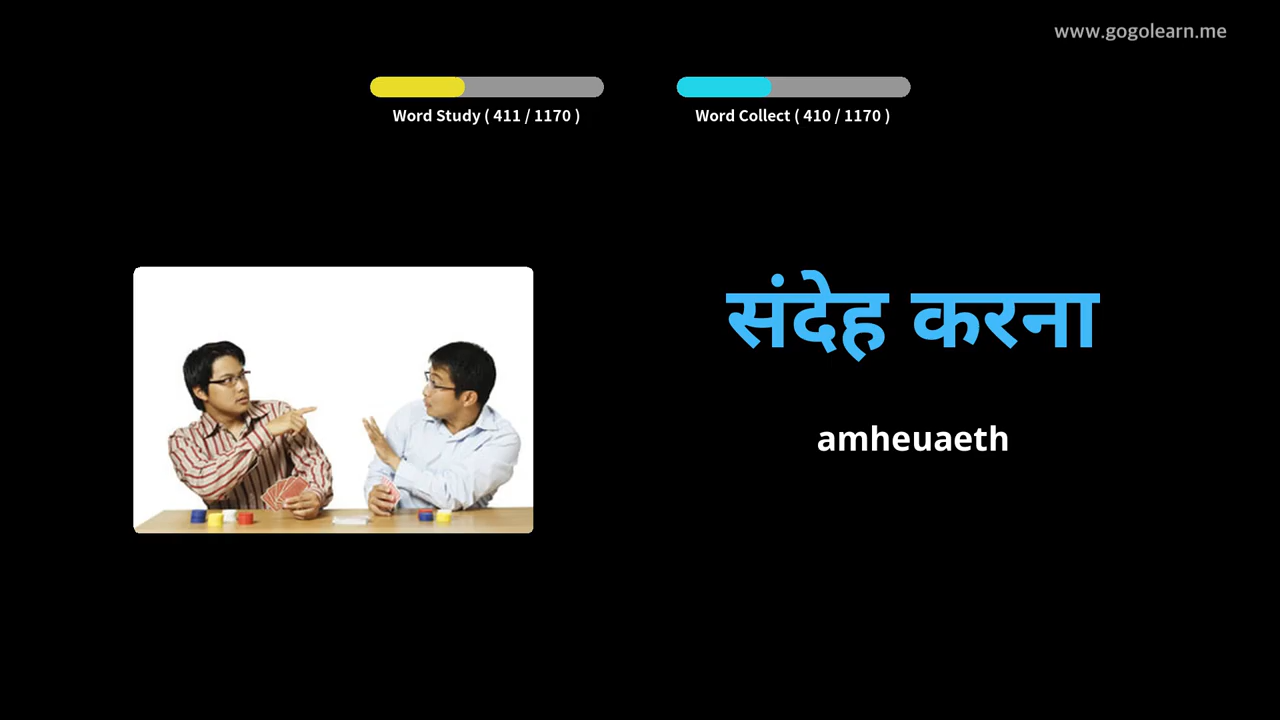 www.gogolearn.me
Word Study ( 411 / 1170 )
Word Collect ( 410 / 1170 )
संदेह करना
amheuaeth